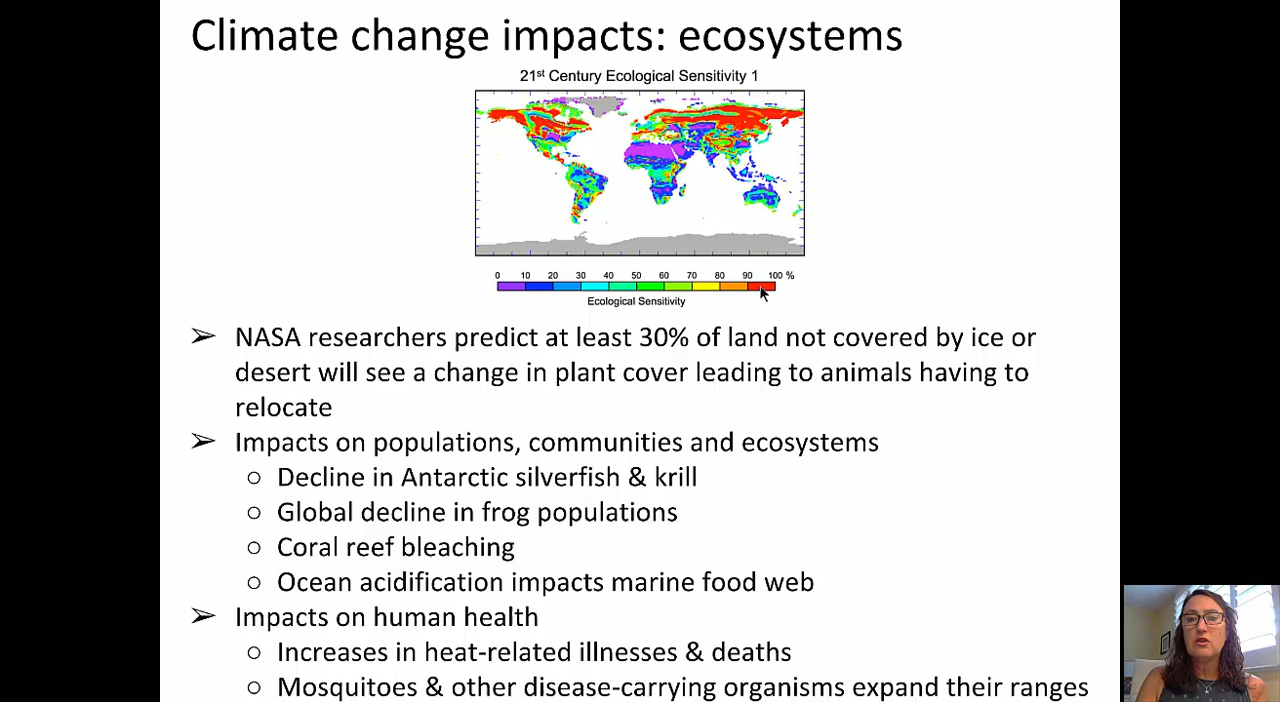 Climate change impacts: ecosystems
21st Century Ecological Sensitivity 1
0 10 20 30 40 50 60 70 80 90 100 %
Ecological Sensitivity
➢ NASA researchers predict at least 30% of land not covered by ice or
desert will see a change in plant cover leading to animals having to
relocate
➢ Impacts on populations, communities and ecosystems
○ Decline in Antarctic silverfish & krill
○ Global decline in frog populations
○ Coral reef bleaching
○ Ocean acidification impacts marine food web
➢ Impacts on human health
○ Increases in heat-related illnesses & deaths
○ Mosquitoes & other disease-carrying organisms expand their ranges